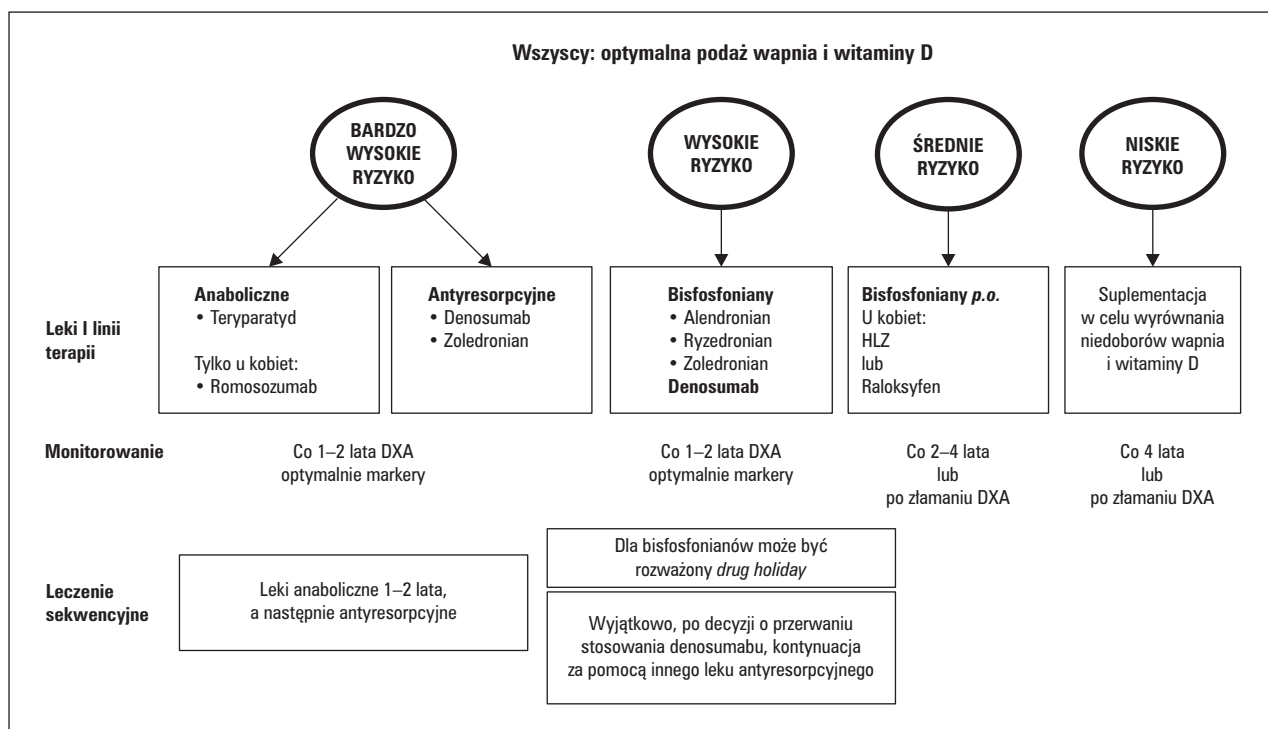 Wszyscy: optymalna podaż wapnia i witaminy D
BARDZO
WYSOKIE
RYZYKO
WYSOKIE
RYZYKO
ŚREDNIE
RYZYKO
NISKIE
RYZYKO
Leki I linii
terapii
Anaboliczne
• Teryparatyd
Tylko u kobiet:
• Romosozumab
Antyresorpcyjne
• Denosumab
• Zoledronian
Bisfosfoniany
• Alendronian
• Ryzedronian
• Zoledronian
Denosumab
Bisfosfoniany p.o.
U kobiet:
HLZ
lub
Raloksyfen
Suplementacja
w celu wyrównania
niedoborów wapnia
i witaminy D
Monitorowanie
Co 1–2 lata DXA
optymalnie markery
Co 1–2 lata DXA
optymalnie markery
Co 2–4 lata
lub
po złamaniu DXA
Co 4 lata
lub
po złamaniu DXA
Leczenie
sekwencyjne
Leki anaboliczne 1–2 lata,
a następnie antyresorpcyjne
Dla bisfosfonianów może być
rozważony drug holiday
Wyjątkowo, po decyzji o przerwaniu
stosowania denosumabu, kontynuacja
za pomocą innego leku antyresorpcyjnego